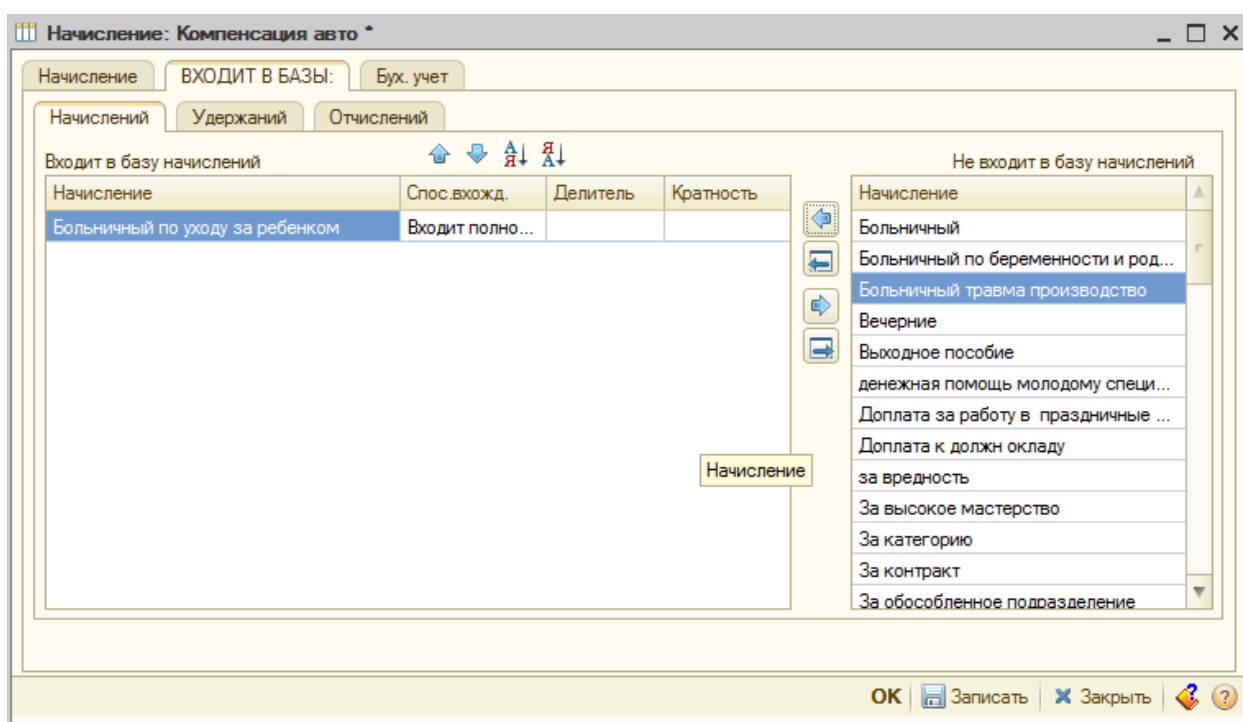 Начисление: Компенсация авто *
Начисление ВХОДИТ В БАЗЫ: Бух. учет
Начислений Удержаний Отчислений
Входит в базу начислений А Я Я А Не входит в базу начислений
Начисление Спос.вхожд. Делитель Кратность Начисление
Больничный по уходу за ребенком Входит полно... Больничный
Больничный по беременности и род...
Больничный травма производство
Вечерние
Выходное пособие
денежная помощь молодому специ...
Доплата за работу в праздничные ...
Доплата к должн окладу
Начисление за вредность
За высокое мастерство
За категорию
За контракт
За обособленное подразделение
ОК Записать Закрыть ?